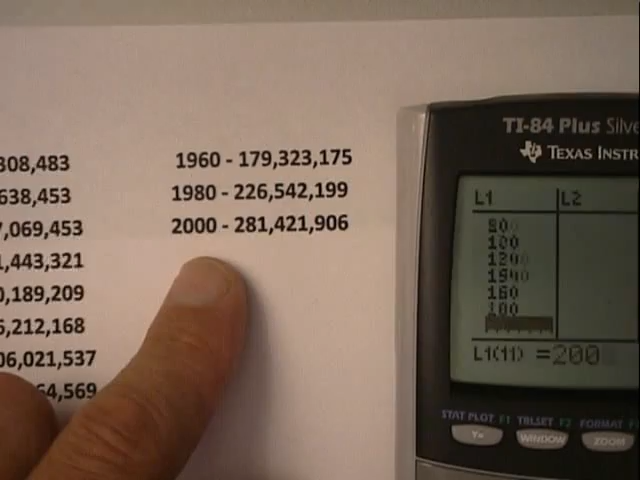 308,483
638,453
7,069,453
1,443,321
0,189,209
5,212,168
06,021,537
64,569
1960 - 179,323,175
1980 - 226,542,199
2000 - 281,421,906
TI-84 Plus Silve
TEXAS INSTR
L1 L2
100
160
L1(11) =200
STAT PLOT F1 TBLSET F2 FORMAT F
Y= WINDOW ZOOM